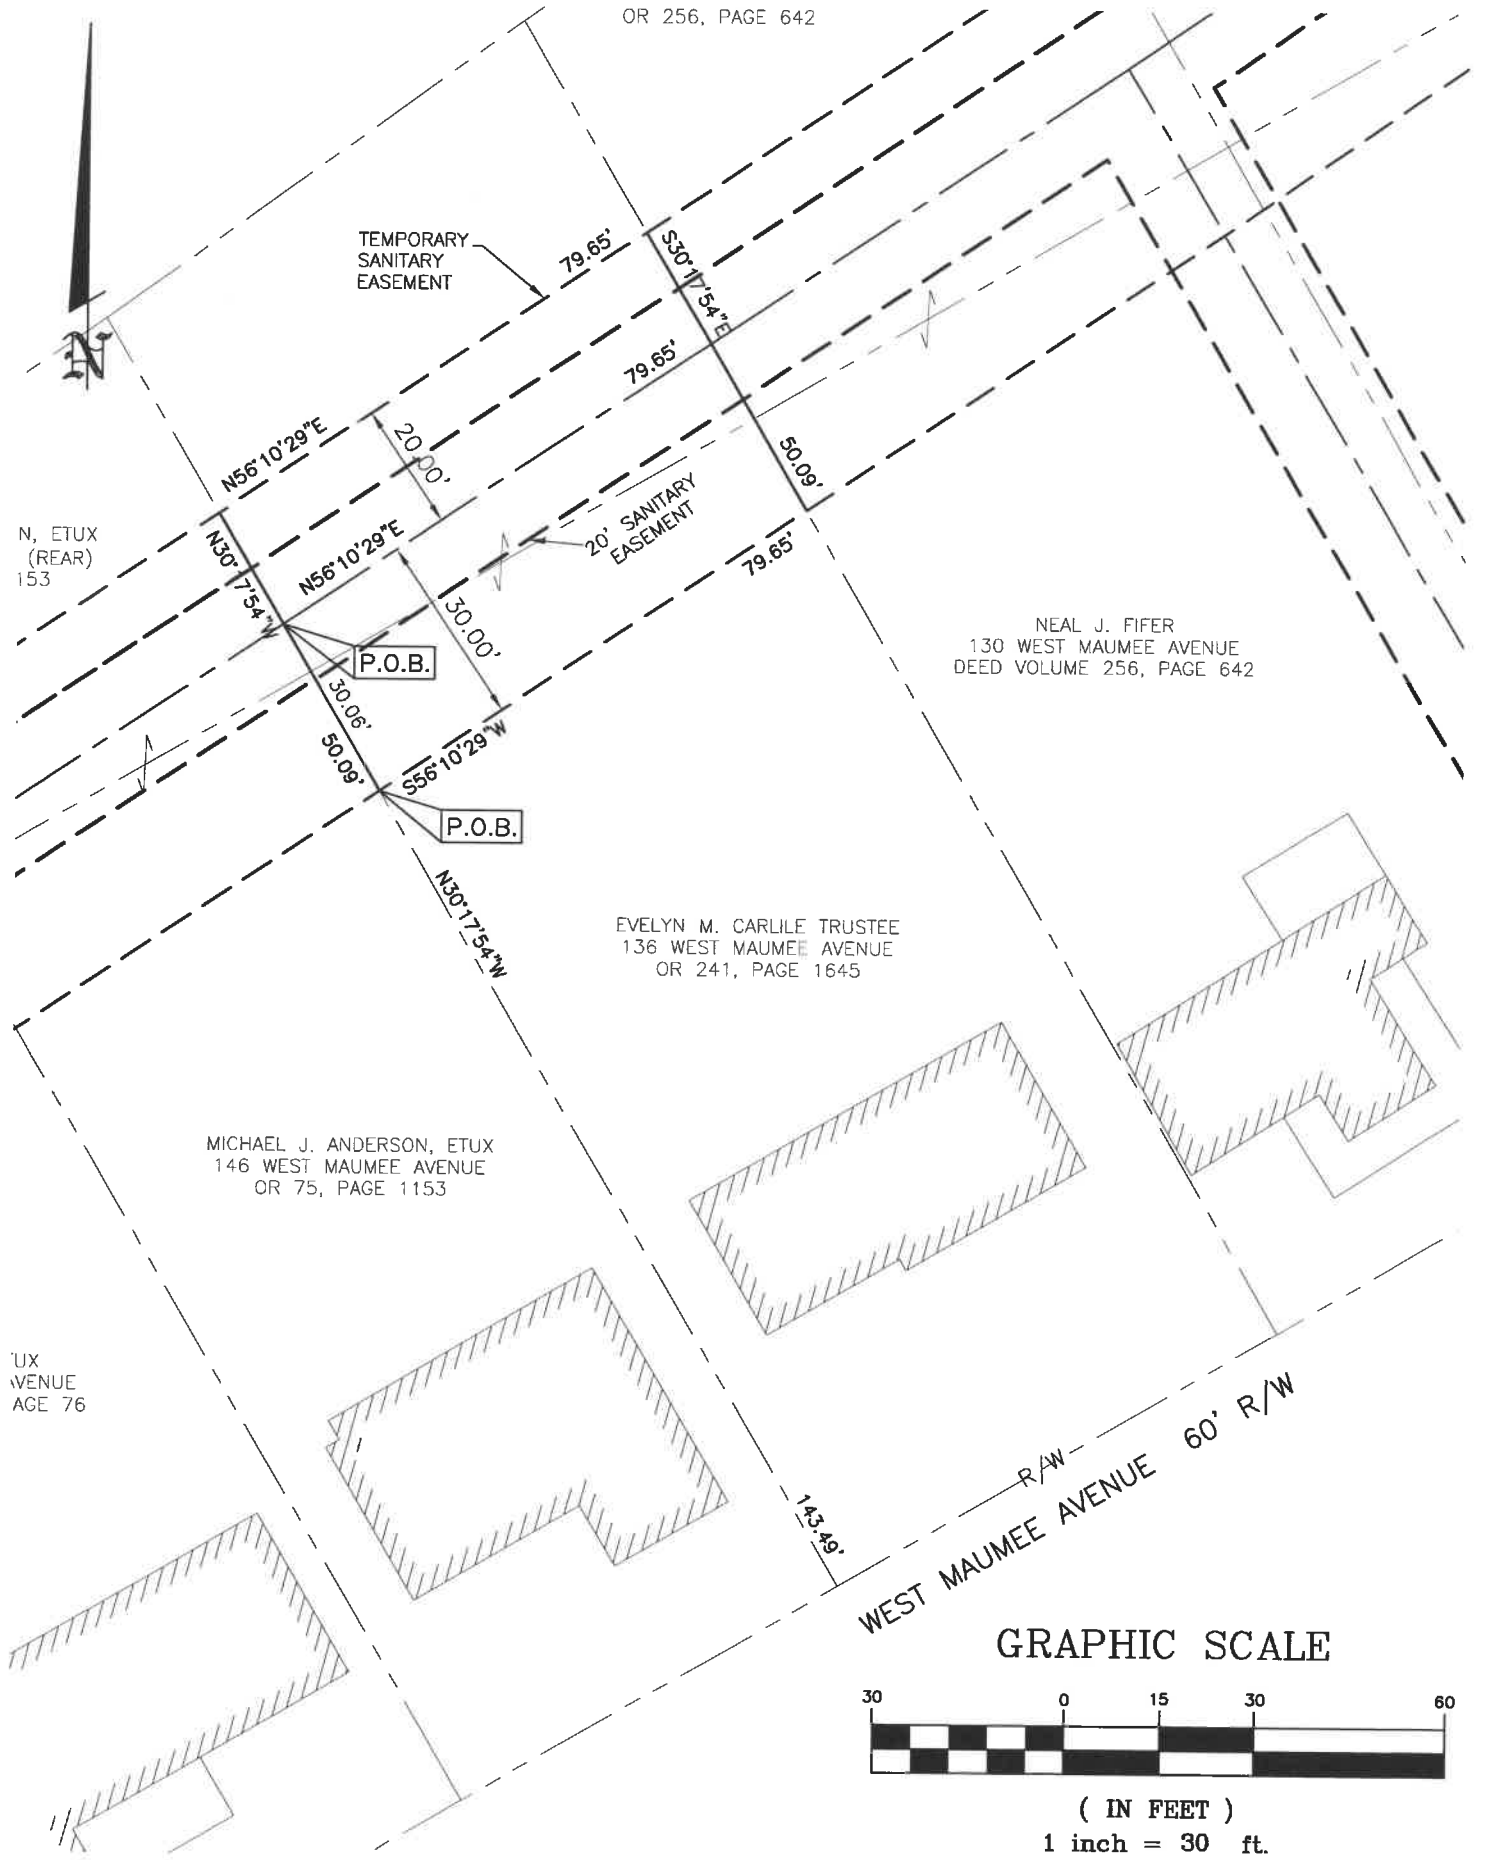 OR 256, PAGE 642
TEMPORARY
SANITARY
EASEMENT
79.65'
S30°17'54"E
79.65'
N
N56°10'29"E
20.00'
N, ETUX
(REAR)
153
N30°17'54"W
N56°10'29"E
20' SANITARY
EASEMENT
50.09'
79.65'
30.00'
P.O.B.
30.06'
50.09'
S56°10'29"W
P.O.B.
NEAL J. FIFER
130 WEST MAUMEE AVENUE
DEED VOLUME 256, PAGE 642
N30°17'54"W
EVELYN M. CARLILE TRUSTEE
136 WEST MAUMEE AVENUE
OR 241, PAGE 1645
MICHAEL J. ANDERSON, ETUX
146 WEST MAUMEE AVENUE
OR 75, PAGE 1153
UX
VENUE
AGE 76
143.49'
R/W
WEST MAUMEE AVENUE 60' R/W
GRAPHIC SCALE
30 0 15 30 60
( IN FEET )
1 inch = 30 ft.